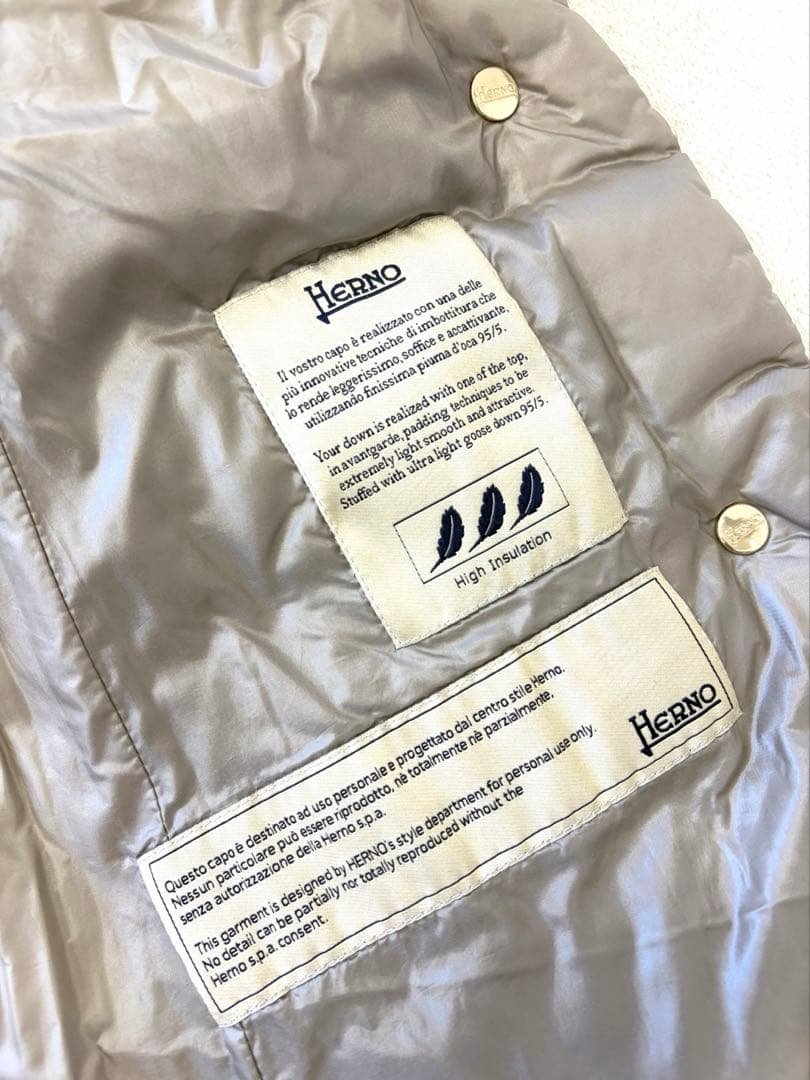 HERNO
HERNO
Il vostro capo è realizzato con una delle
più innovative tecniche di imbottitura che
lo rende leggerissimo, soffice e accattivante,
utilizzando finissima piuma d'oca 95/5.
Your down is realized with one of the top,
in avantgarde, padding techniques to be
extremely light smooth and attractive.
Stuffed with ultra light goose down 95/5.
High Insulation
HERNO
Questo capo è destinato ad uso personale e progettato dal centro stile Herno.
Nessun particolare può essere riprodotto, nè totalmente nè parzialmente,
senza autorizzazione della Herno s.p.a.
This garment is designed by HERNO's style department for personal use only.
No detail can be partially nor totally reproduced without the
Herno s.p.a. consent.